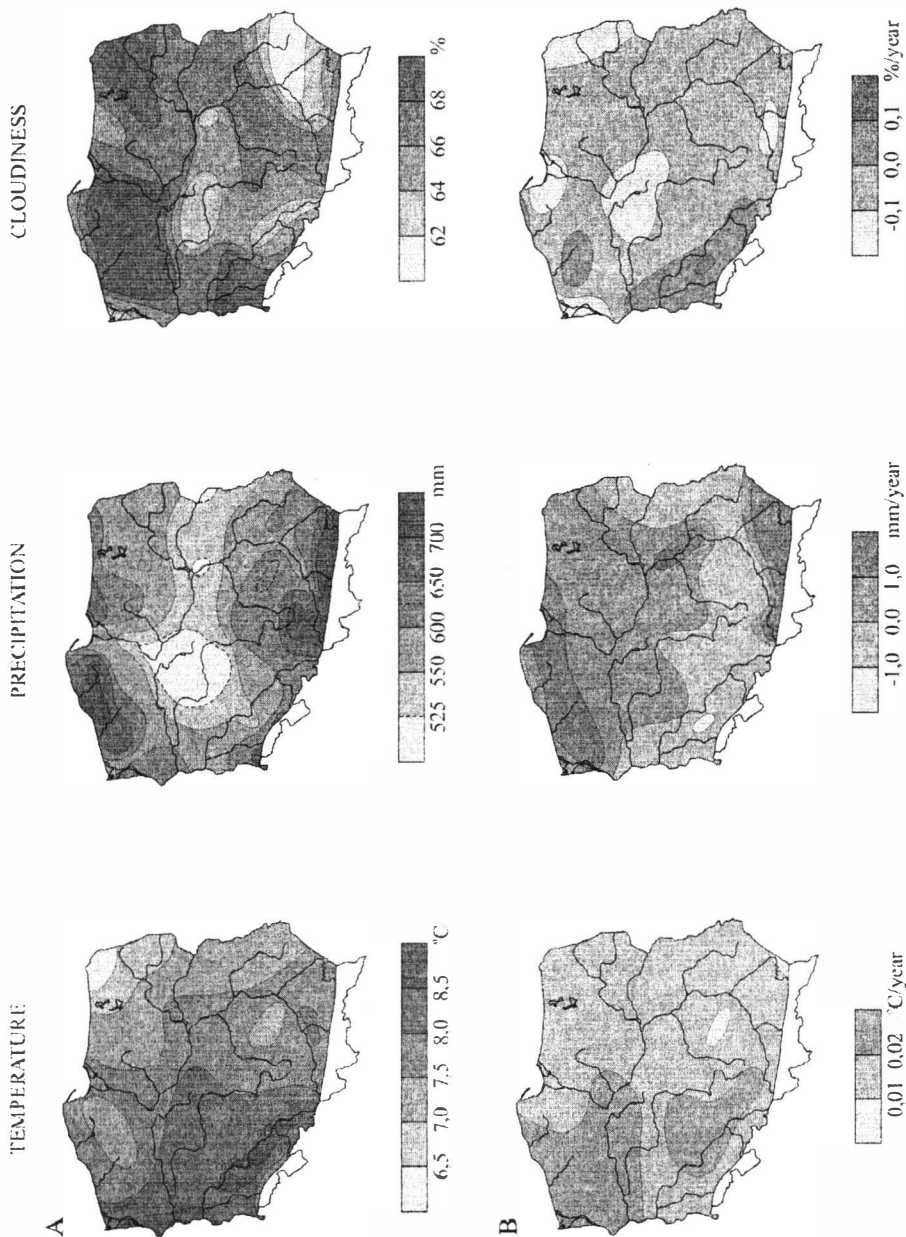 TEMPERATURE
PRECIPITATION
CLOUDINESS
A
6,5 7,0 7,5 8,0 8,5 °C
525 550 600 650 700 mm
62 64 66 68 %
B
0,01 0,02 °C/year
-1,0 0,0 1,0 mm/year
-0,1 0,0 0,1 %/year